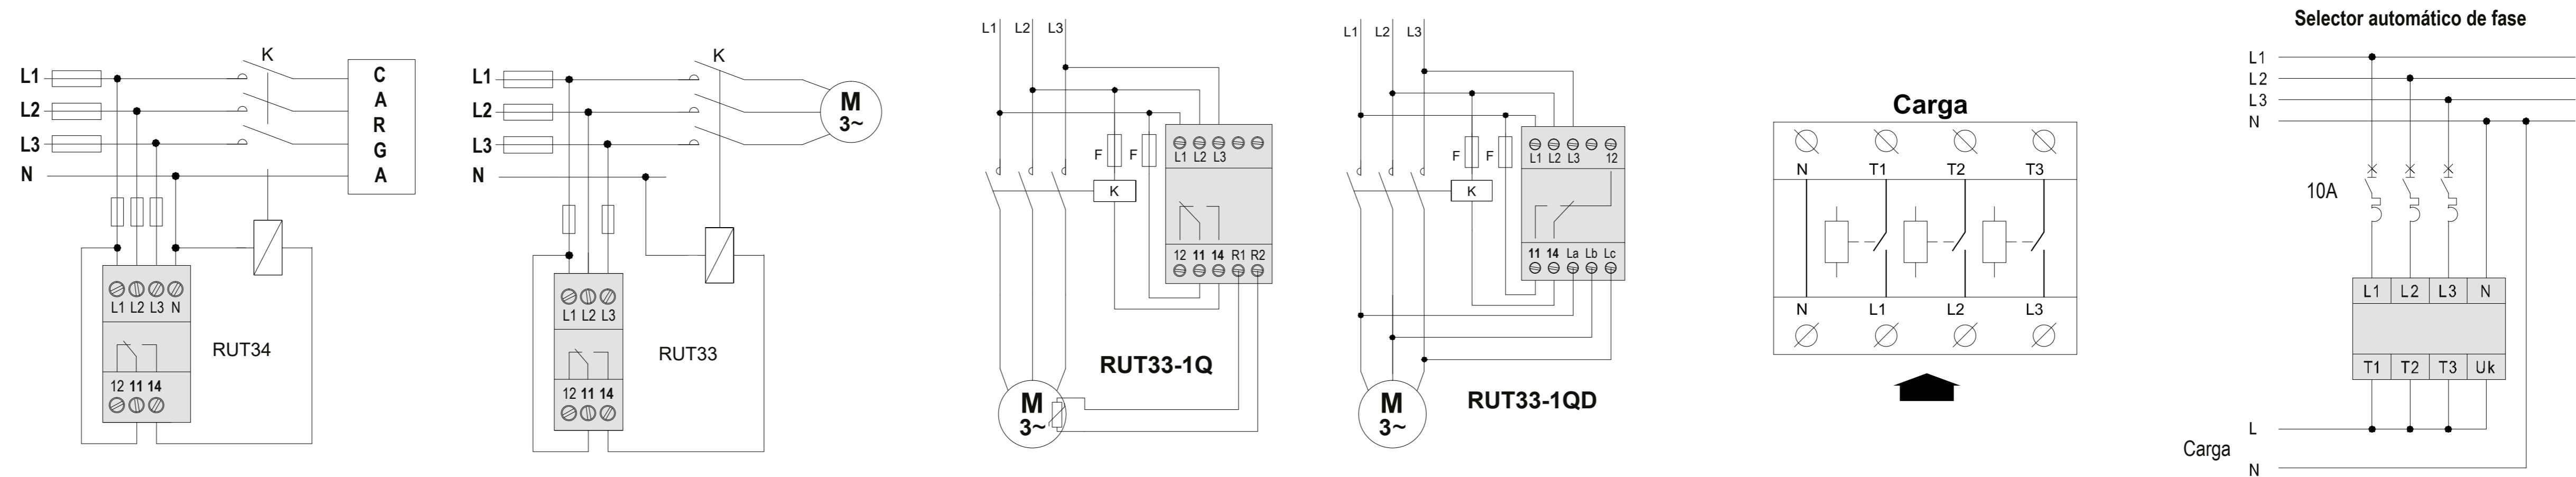 K
L1
L2
L3
N
C
A
R
G
A
L1 L2 L3 N
12 11 14
RUT34
K
L1
L2
L3
N
M
3~
L1 L2 L3
12 11 14
RUT33
L1 L2 L3
F F
K
L1 L2 L3
12 11 14 R1 R2
RUT33-1Q
M
3~
L1 L2 L3
F F
K
L1 L2 L3 12
11 14 La Lb Lc
RUT33-1QD
M
3~
Carga
N T1 T2 T3
N L1 L2 L3
Selector automático de fase
L1
L2
L3
N
10A
L1 L2 L3 N
T1 T2 T3 Uk
L
Carga
N